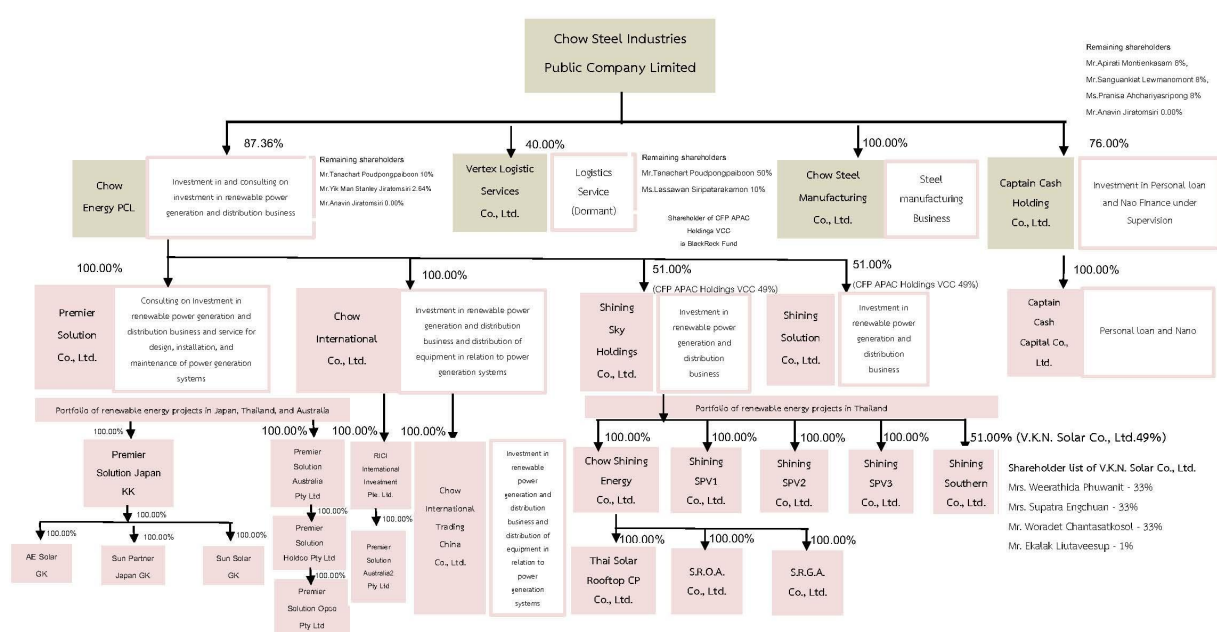 Chow Steel Industries
Public Company Limited
Remaining shareholders
Mr.Apirati Montienkasam 8%,
Mr.Sanguankiat Lewmanomont 8%,
Ms.Pranisa Ahchariyasripong 8%
Mr.Anavin Jiratomsiri 0.00%
87.36%
40.00%
100.00%
76.00%
Chow
Energy PCL
Investment in and consulting on
investment in renewable power
generation and distribution business
Remaining shareholders
Mr.Tanachart Poudpongpaiboon 10%
Mr.Yik Man Stanley Jiratomsiri 2.64%
Mr.Anavin Jiratomsiri 0.00%
Vertex Logistic
Services
Co., Ltd.
Logistics
Service
(Dormant)
Remaining shareholders
Mr.Tanachart Poudpongpaiboon 50%
Ms.Lassawan Siripatarakamon 10%
Shareholder of CFP APAC
Holdings VCC
is BlackRock Fund
Chow Steel
Manufacturing
Co., Ltd.
Steel
manufacturing
Business
Captain Cash
Holding
Co., Ltd.
Investment in Personal loan
and Nao Finance under
Supervision
100.00%
100.00%
51.00%
(CFP APAC Holdings VCC 49%)
51.00%
(CFP APAC Holdings VCC 49%)
100.00%
Premier
Solution
Co., Ltd.
Consulting on Investment in
renewable power generation and
distribution business and service for
design, installation, and
maintenance of power generation
systems
Chow
International
Co., Ltd.
Investment in renewable power
generation and distribution
business and distribution of
equipment in relation to power
generation systems
Shining
Sky
Holdings
Co., Ltd.
Investment in
renewable power
generation and
distribution
business
Shining
Solution
Co., Ltd.
Investment in
renewable power
generation and
distribution
business
Captain
Cash
Capital Co.,
Ltd.
Personal loan and Nano
Portfolio of renewable energy projects in Japan, Thailand, and Australia
Portfolio of renewable energy projects in Thailand
100.00%
100.00%
100.00%
100.00%
100.00%
100.00%
100.00%
100.00%
51.00% (V.K.N. Solar Co., Ltd.49%)
Premier
Solution Japan
KK
Premier
Solution
Australia
Pty Ltd
RICI
International
Investment
Pte. Ltd.
Chow
International
Trading
China
Co., Ltd.
Investment in
renewable
power
generation and
distribution
business and
distribution of
equipment in
relation to
power
generation
systems
Chow Shining
Energy
Co., Ltd.
Shining
SPV1
Co., Ltd.
Shining
SPV2
Co., Ltd.
Shining
SPV3
Co., Ltd.
Shining
Southern
Co., Ltd.
Shareholder list of V.K.N. Solar Co., Ltd.
Mrs. Weerathida Phuwanit - 33%
Mrs. Supatra Engchuan - 33%
Mr. Woradet Chantasatkosol - 33%
Mr. Ekalak Liutaveesup - 1%
100.00%
100.00%
100.00%
100.00%
100.00%
100.00%
100.00%
100.00%
100.00%
AE Solar
GK
Sun Partner
Japan GK
Sun Solar
GK
Premier
Solution
Holdco Pty Ltd
Premier
Solution
Australia2
Pty Ltd
Thai Solar
Rooftop CP
Co., Ltd.
S.R.O.A.
Co., Ltd.
S.R.G.A.
Co., Ltd.
100.00%
Premier
Solution Opco
Pty Ltd